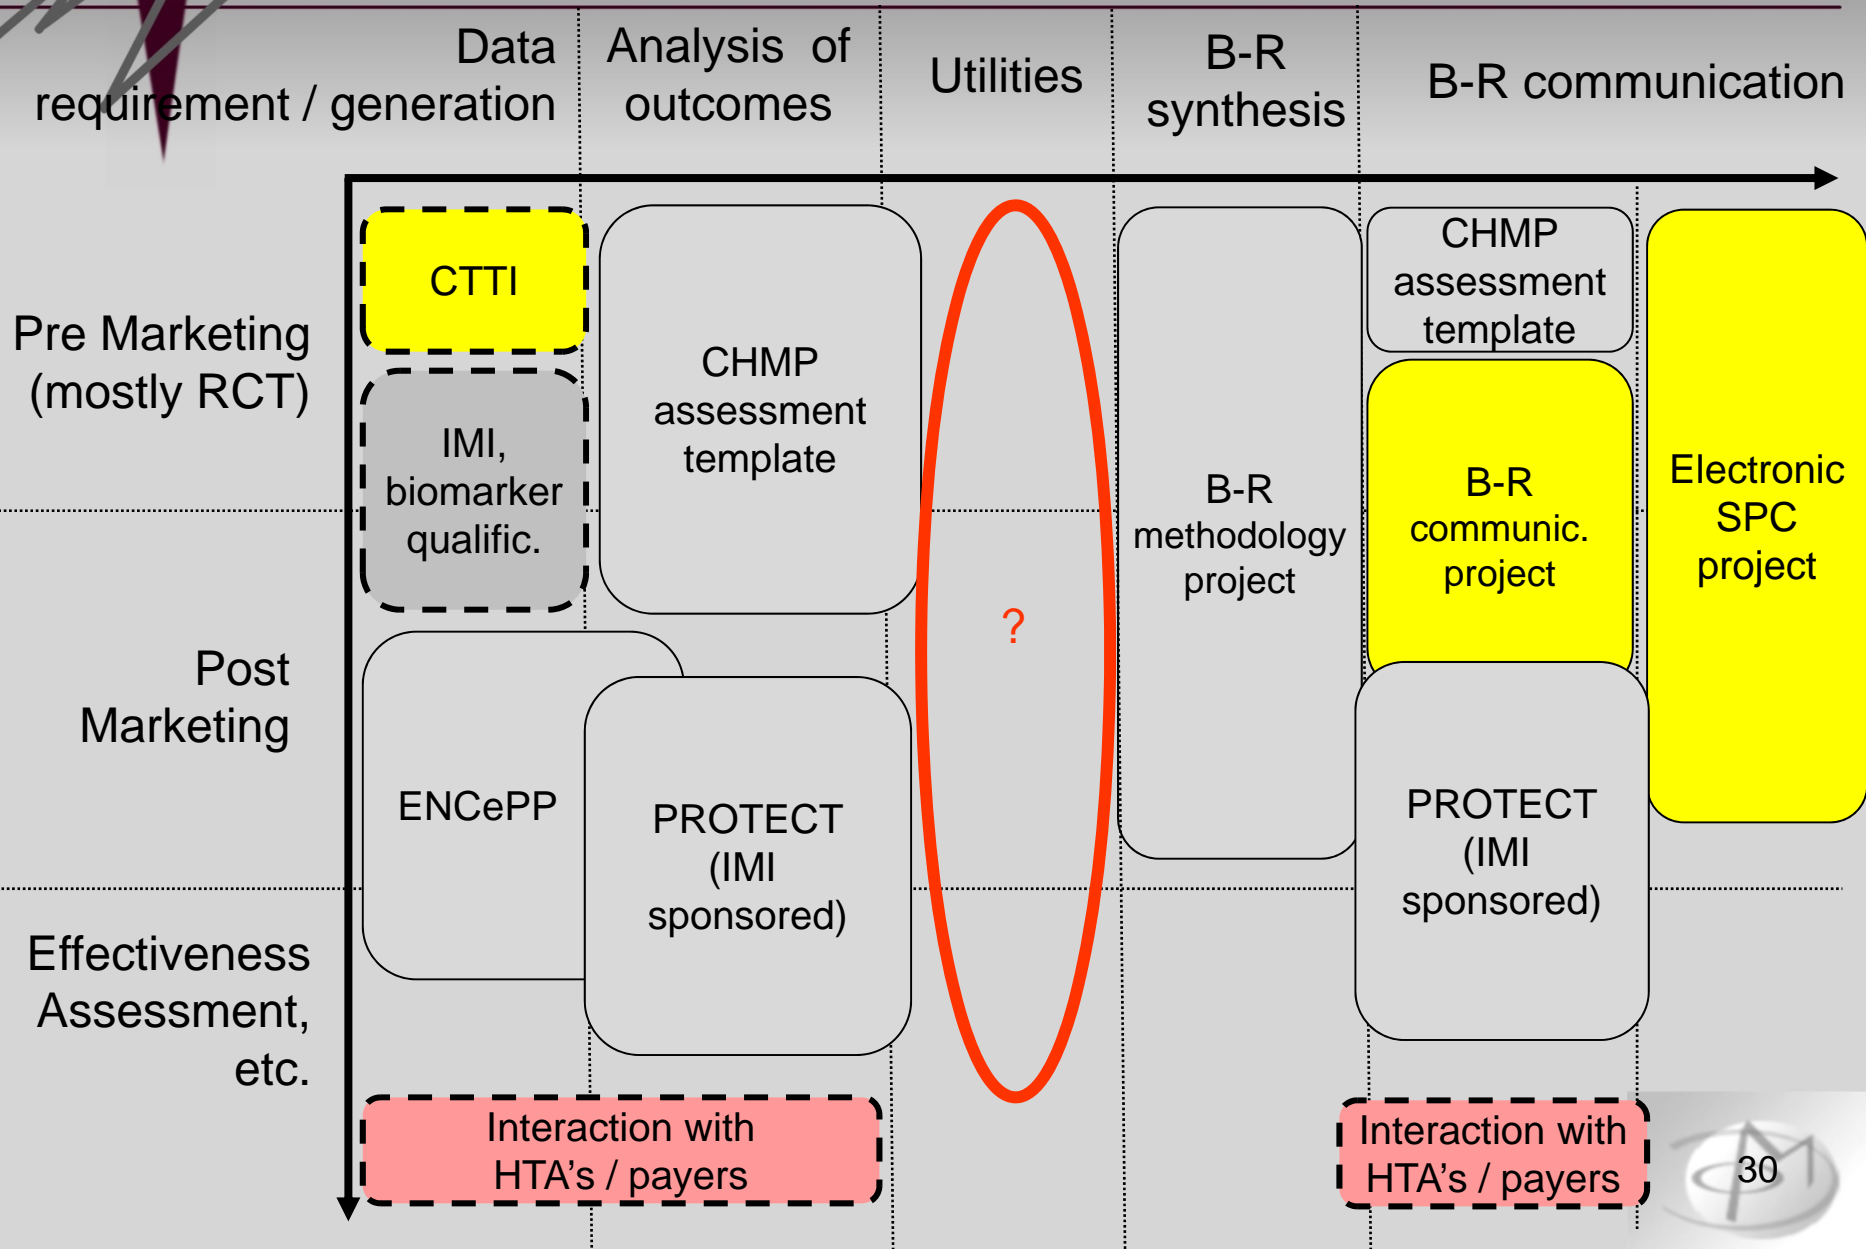 Data
requirement / generation
Analysis of
outcomes
Utilities
B-R
synthesis
B-R communication
Pre Marketing
(mostly RCT)
CTTI
IMI,
biomarker
qualific.
CHMP
assessment
template
B-R
methodology
project
CHMP
assessment
template
B-R
communic.
project
Electronic
SPC
project
?
Post
Marketing
ENCePP
PROTECT
(IMI
sponsored)
PROTECT
(IMI
sponsored)
Effectiveness
Assessment,
etc.
Interaction with
HTA's / payers
Interaction with
HTA's / payers
30